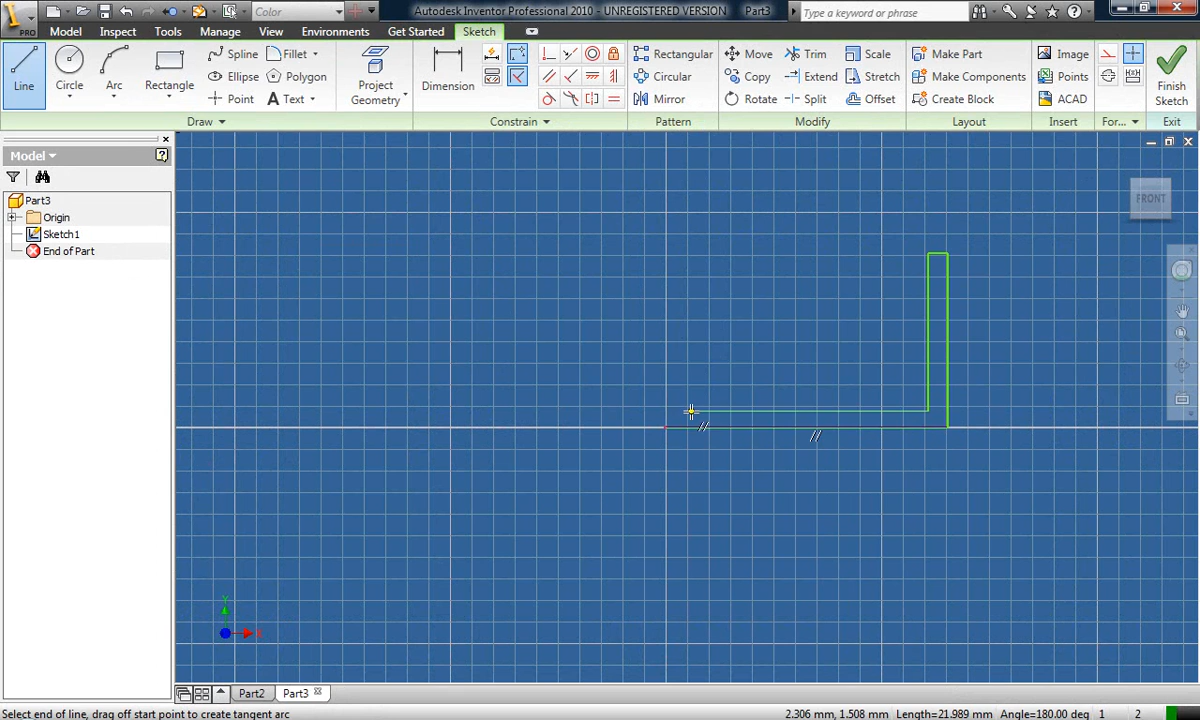 Color Autodesk Inventor Professional 2010 - UNREGISTERED VERSION Part3 Type a keyword or phrase
PRO Model Inspect Tools Manage View Environments Get Started Sketch
Line Circle Arc Rectangle Spline Fillet Project Geometry Dimension Rectangular Move Trim Scale Make Part Image Finish Sketch
Ellipse Polygon Circular Copy Extend Stretch Make Components Points
Point Text Mirror Rotate Split Offset Create Block ACAD
Draw Constrain Pattern Modify Layout Insert For... Exit
Model
Part3
Origin
Sketch1
End of Part
FRONT
Y
X
Part2 Part3
Select end of line, drag off start point to create tangent arc 2.306 mm, 1.508 mm Length=21.989 mm Angle=180.00 deg 1 2